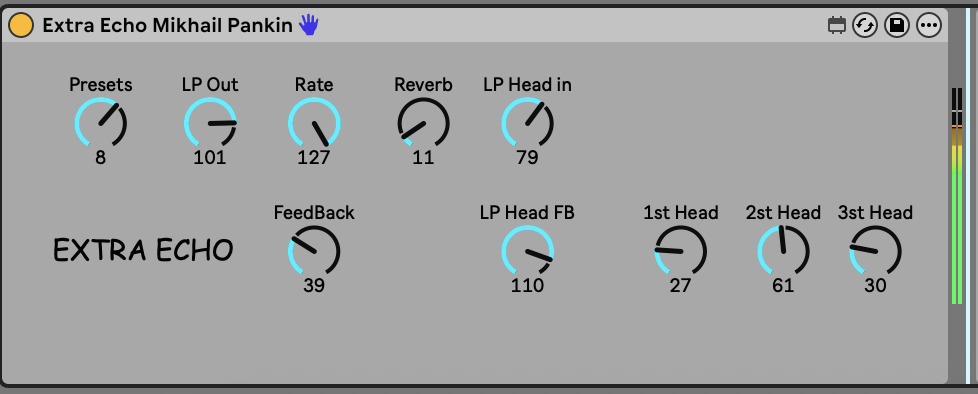 Extra Echo Mikhail Pankin
Presets LP Out Rate Reverb LP Head in
8 101 127 11 79
FeedBack LP Head FB 1st Head 2st Head 3st Head
EXTRA ECHO
39 110 27 61 30